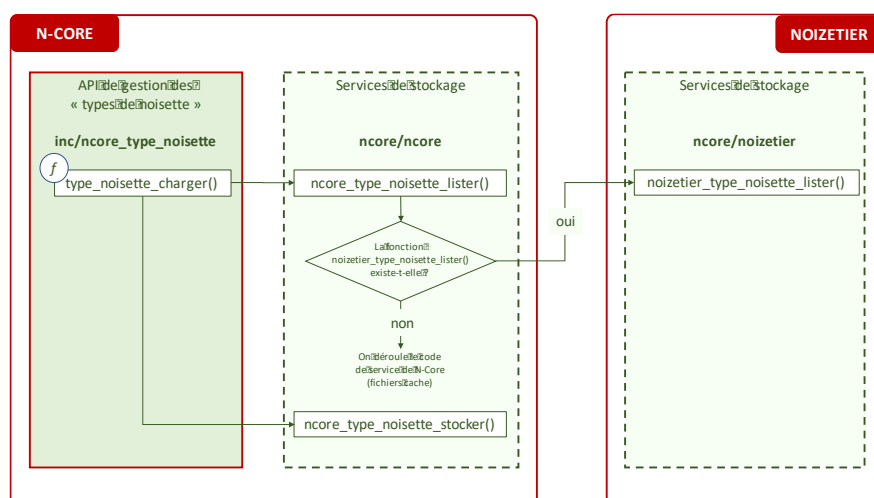 N-CORE
NOIZETIER
API de gestion des
« types de noisette »
inc/ncore_type_noisette
Services de stockage
ncore/ncore
Services de stockage
ncore/noizetier
f
type_noisette_charger()
ncore_type_noisette_lister()
noizetier_type_noisette_lister()
oui
La fonction
noizetier_type_noisette_lister()
existe-t-elle ?
non
On déroule le code
de service de N-Core
(fichiers cache)
ncore_type_noisette_stocker()